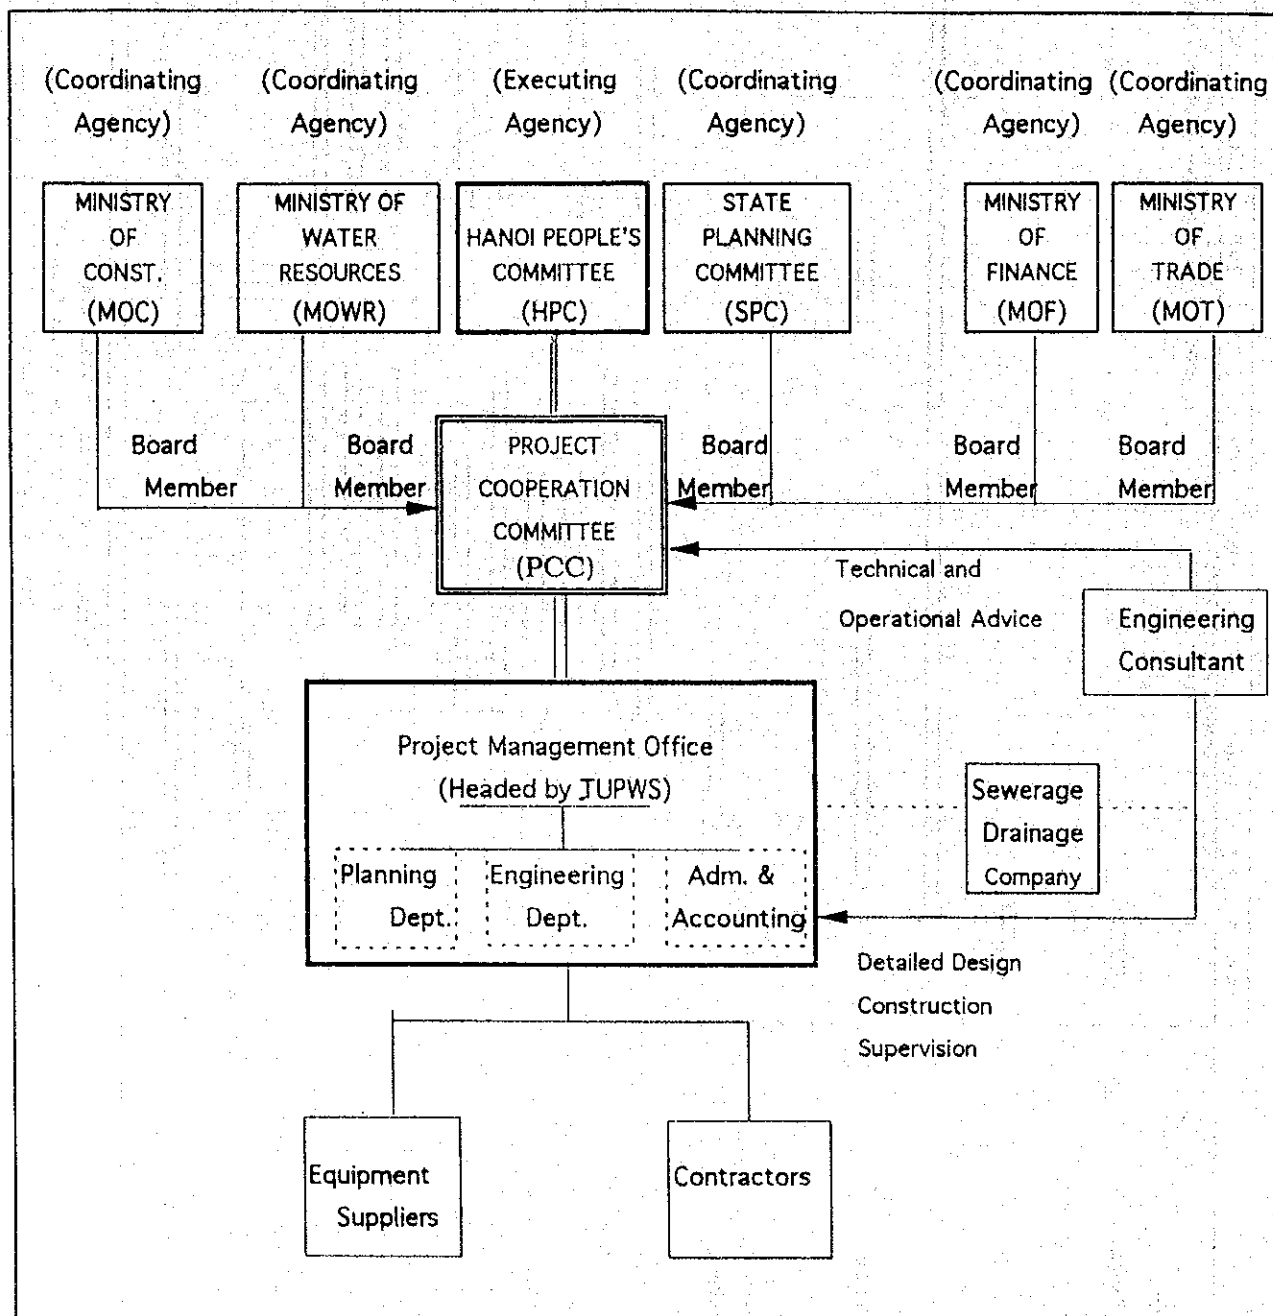 (Coordinating Agency)
(Coordinating Agency)
(Executing Agency)
(Coordinating Agency)
(Coordinating Agency)
(Coordinating Agency)
MINISTRY
OF
CONST.
(MOC)
MINISTRY OF
WATER
RESOURCES
(MOWR)
HANOI PEOPLE'S
COMMITTEE
(HPC)
STATE
PLANNING
COMMITTEE
(SPC)
MINISTRY
OF
FINANCE
(MOF)
MINISTRY
OF
TRADE
(MOT)
Board
Member
Board
Member
PROJECT
COOPERATION
COMMITTEE
(PCC)
Board
Member
Board
Member
Board
Member
Technical and
Operational Advice
Engineering
Consultant
Project Management Office
(Headed by TUPWS)
Planning
Dept.
Engineering
Dept.
Adm. &
Accounting
Sewerage
Drainage
Company
Detailed Design
Construction
Supervision
Equipment
Suppliers
Contractors